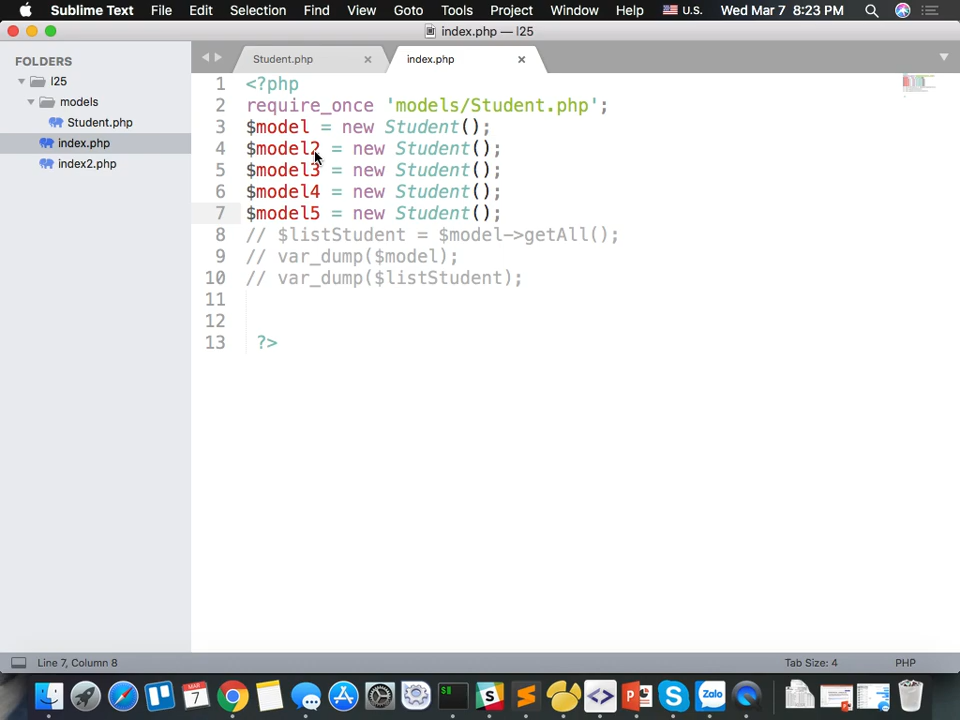 Sublime Text File Edit Selection Find View Goto Tools Project Window Help U.S. Wed Mar 7 8:23 PM
index.php — l25
FOLDERS
l25
models
Student.php
index.php
index2.php
Student.php × index.php ×
1 <?php
2 require_once 'models/Student.php';
3 $model = new Student();
4 $model2 = new Student();
5 $model3 = new Student();
6 $model4 = new Student();
7 $model5 = new Student();
8 // $listStudent = $model->getAll();
9 // var_dump($model);
10 // var_dump($listStudent);
11
12
13 ?>
Line 7, Column 8 Tab Size: 4 PHP
MAR
7
$
S
P
S
Zalo